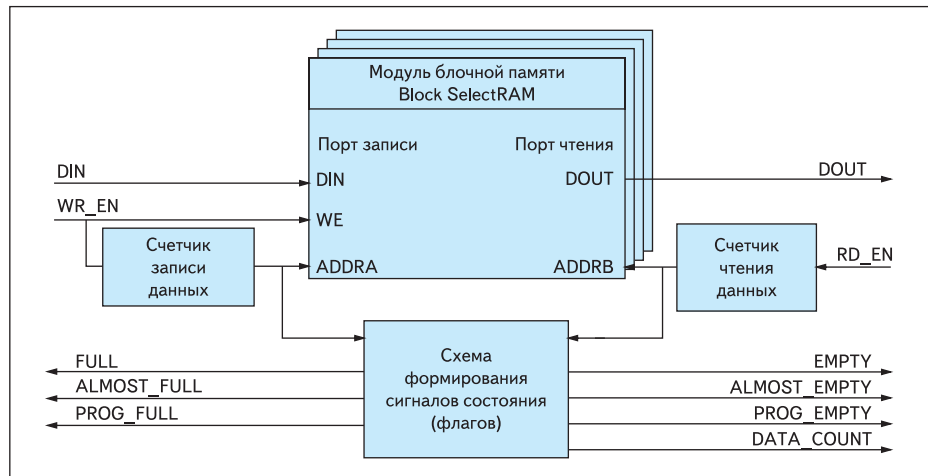 Модуль блочной памяти
Block SelectRAM
Порт записи
Порт чтения
DIN
DIN
DOUT
DOUT
WR_EN
WE
Счетчик
записи
данных
ADDRA
ADDRB
Счетчик
чтения
данных
RD_EN
Схема
формирования
сигналов состояния
(флагов)
FULL
ALMOST_FULL
PROG_FULL
EMPTY
ALMOST_EMPTY
PROG_EMPTY
DATA_COUNT